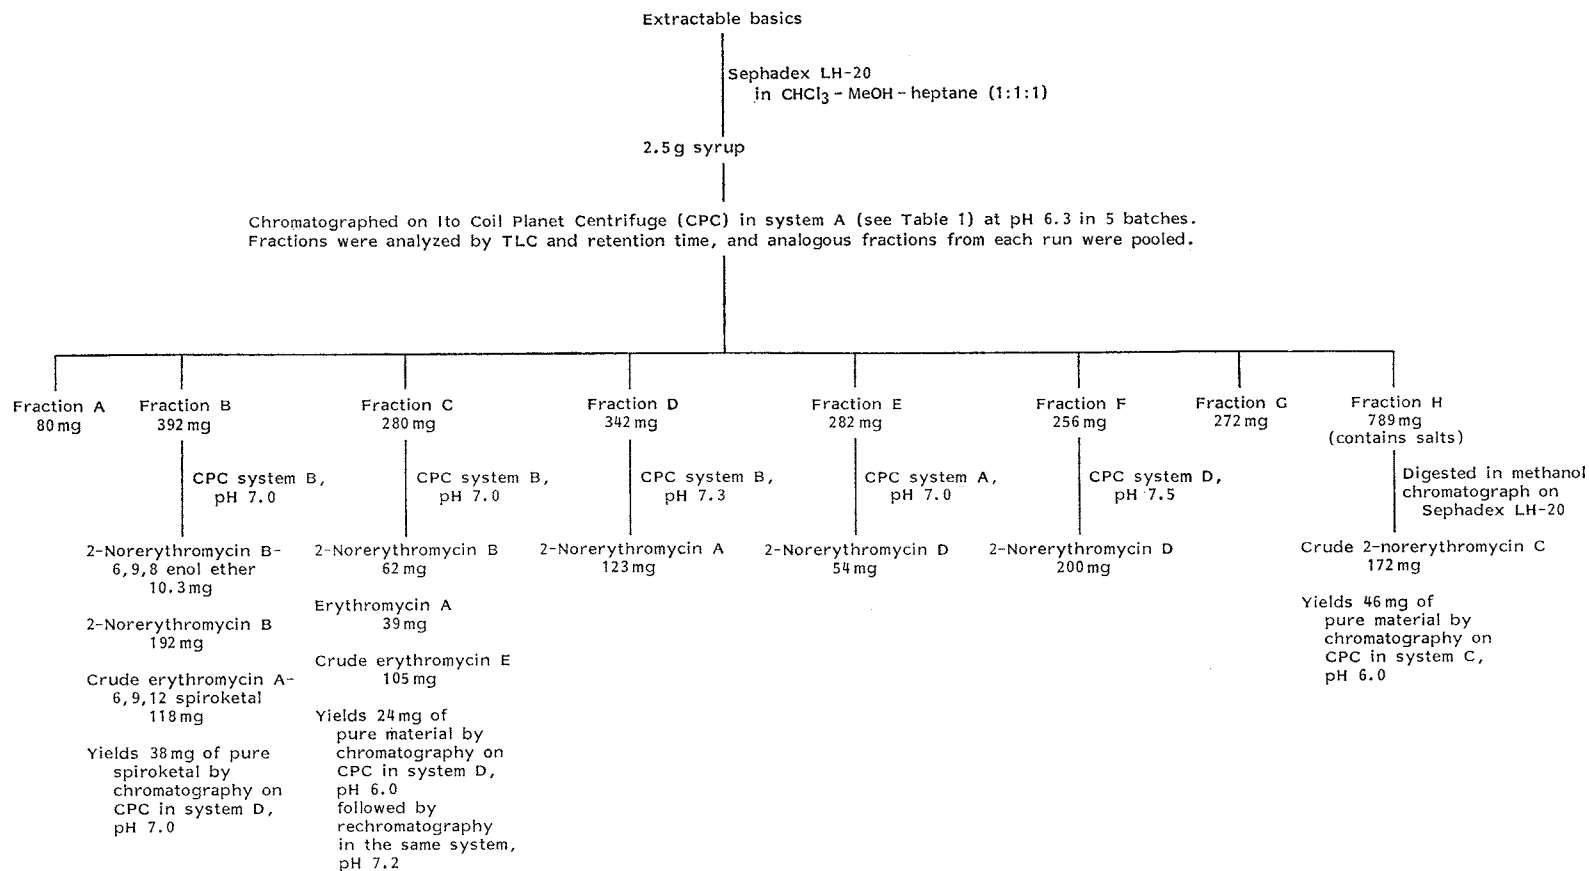 Extractable basics
Sephadex LH-20
in CHCl3 - MeOH - heptane (1:1:1)
2.5 g syrup
Chromatographed on Ito Coil Planet Centrifuge (CPC) in system A (see Table 1) at pH 6.3 in 5 batches.
Fractions were analyzed by TLC and retention time, and analogous fractions from each run were pooled.
Fraction A
80 mg
Fraction B
392 mg
CPC system B,
pH 7.0
2-Norerythromycin B-
6,9,8 enol ether
10.3 mg
2-Norerythromycin B
192 mg
Crude erythromycin A-
6,9,12 spiroketal
118 mg
Yields 38 mg of pure
spiroketal by
chromatography on
CPC in system D,
pH 7.0
Fraction C
280 mg
CPC system B,
pH 7.0
2-Norerythromycin B
62 mg
Erythromycin A
39 mg
Crude erythromycin E
105 mg
Yields 24 mg of
pure material by
chromatography on
CPC in system D,
pH 6.0
followed by
rechromatography
in the same system,
pH 7.2
Fraction D
342 mg
CPC system B,
pH 7.3
2-Norerythromycin A
123 mg
Fraction E
282 mg
CPC system A,
pH 7.0
2-Norerythromycin D
54 mg
Fraction F
256 mg
CPC system D,
pH 7.5
2-Norerythromycin D
200 mg
Fraction G
272 mg
Fraction H
789 mg
(contains salts)
Digested in methanol
chromatograph on
Sephadex LH-20
Crude 2-norerythromycin C
172 mg
Yields 46 mg of
pure material by
chromatography on
CPC in system C,
pH 6.0